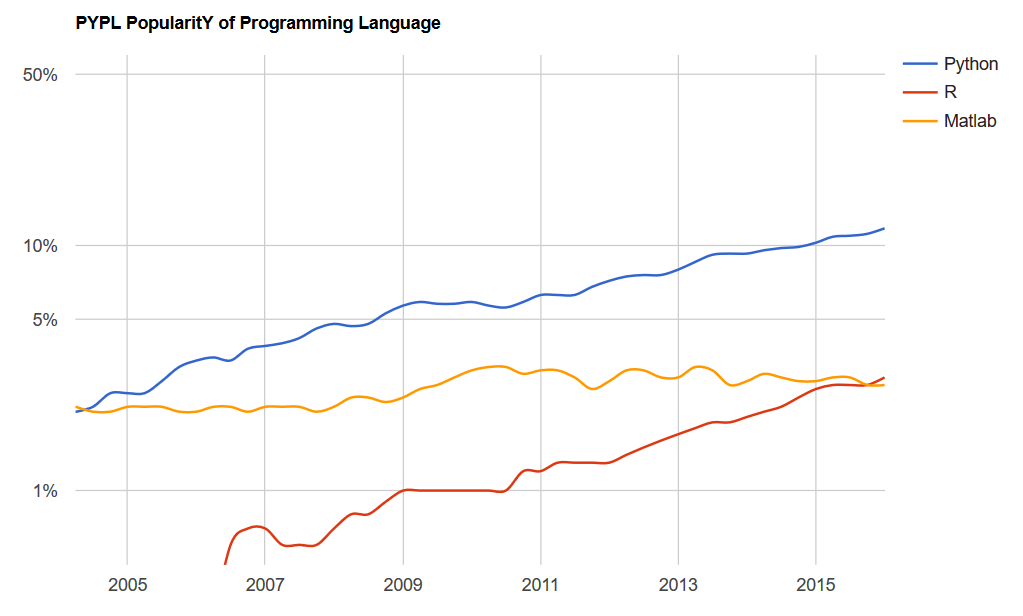 PYPL PopularitY of Programming Language
50%
10%
5%
1%
2005 2007 2009 2011 2013 2015
Python
R
Matlab